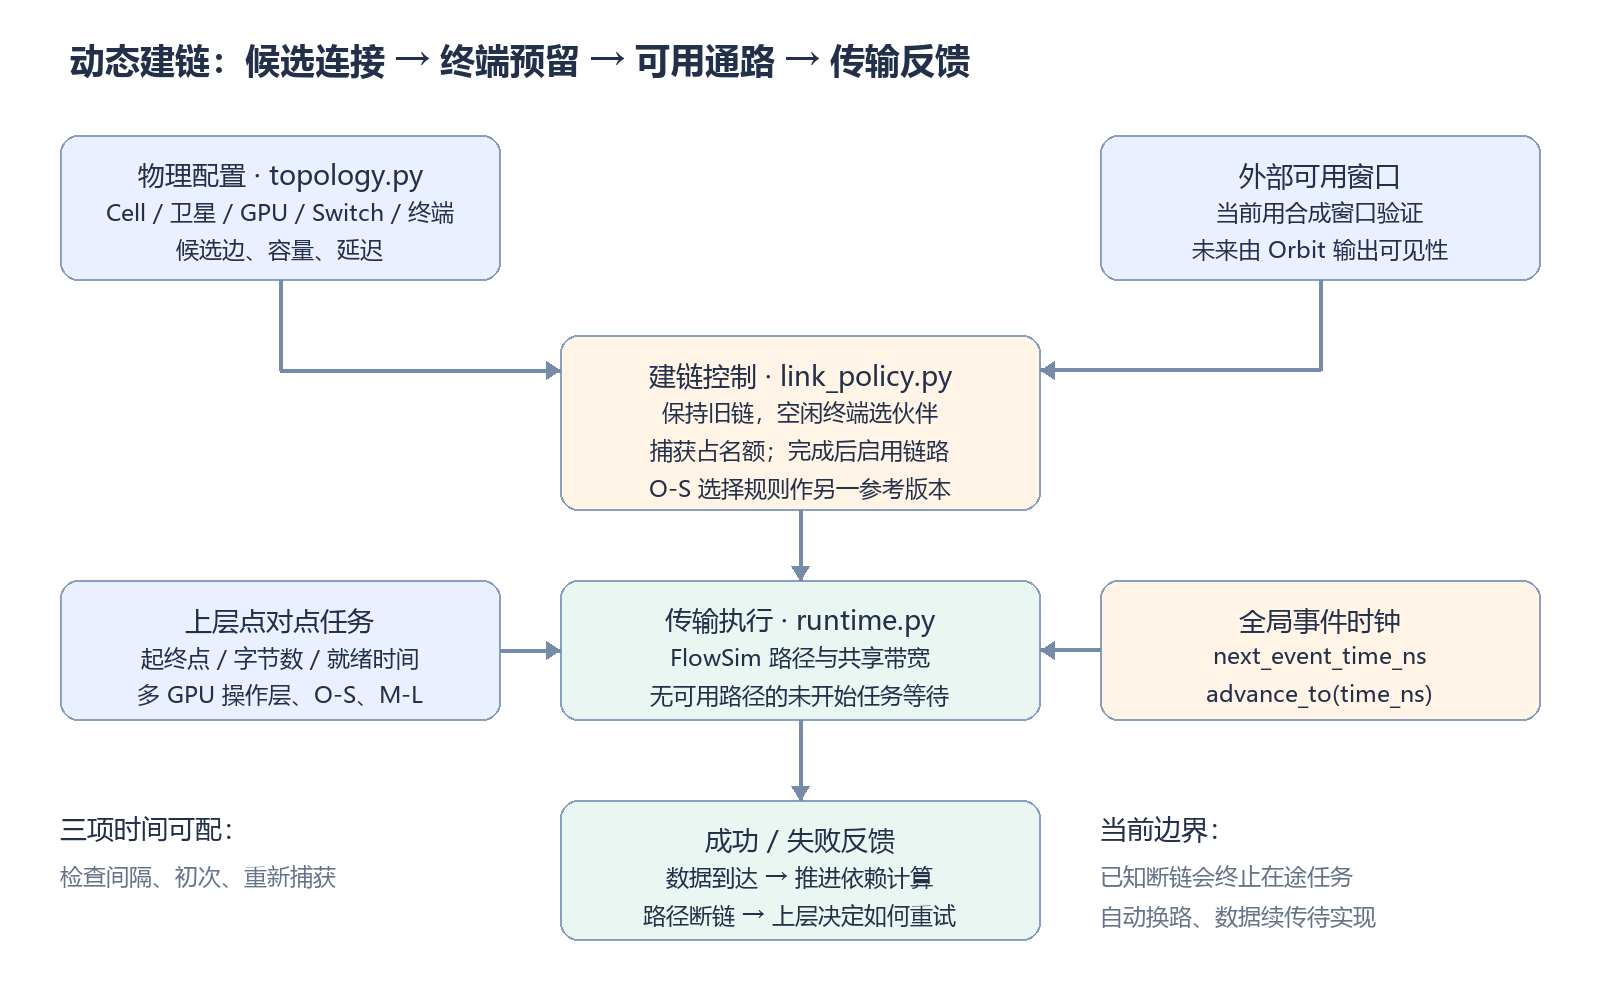 动态建链：候选连接 → 终端预留 → 可用通路 → 传输反馈
物理配置 · topology.py
Cell / 卫星 / GPU / Switch / 终端
候选边、容量、延迟
外部可用窗口
当前用合成窗口验证
未来由 Orbit 输出可见性
建链控制 · link_policy.py
保持旧链，空闲终端选伙伴
捕获占名额；完成后启用链路
O-S 选择规则作另一参考版本
上层点对点任务
起终点 / 字节数 / 就绪时间
多 GPU 操作层、O-S、M-L
传输执行 · runtime.py
FlowSim 路径与共享带宽
无可用路径的未开始任务等待
全局事件时钟
next_event_time_ns
advance_to(time_ns)
三项时间可配：
检查间隔、初次、重新捕获
成功 / 失败反馈
数据到达 → 推进依赖计算
路径断链 → 上层决定如何重试
当前边界：
已知断链会终止在途任务
自动换路、数据续传待实现